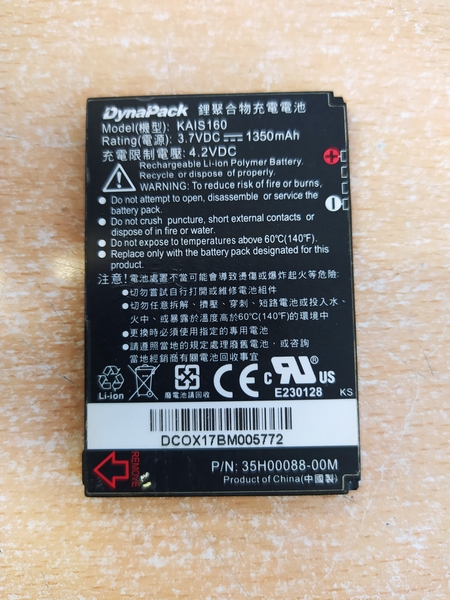 DynaPack 鋰聚合物充電電池
Model(機型): KAIS160
Rating(電源): 3.7VDC 1350mAh
充電限制電壓: 4.2VDC
Rechargeable Li-ion Polymer Battery.
Recycle or dispose of properly.
WARNING: To reduce risk of fire or burns,
Do not attempt to open, disassemble or service the
battery pack.
Do not crush, puncture, short external contacts or
dispose of in fire or water.
Do not expose to temperatures above 60°C(140°F).
Replace only with the battery designated for this
product.
注意! 電池處置不當可能會導致燙傷或爆炸起火等危險
切勿嘗試自行打開或維修電池組件
切勿任意拆解、擠壓、穿刺、短路電池或投入水、
火中、或暴露於溫度高於60°C(140°F)的環境中
更換時必須使用指定的專用電池
請遵照當地的規定處理廢舊電池。例如可將其退還
當地經銷商有關
Li-ion
廢電池請回收
CE
c UR US
E230128 KS
DCOX17BM005772
REMOVE
P/N: 35H00088-00M
Product of China(中國製)